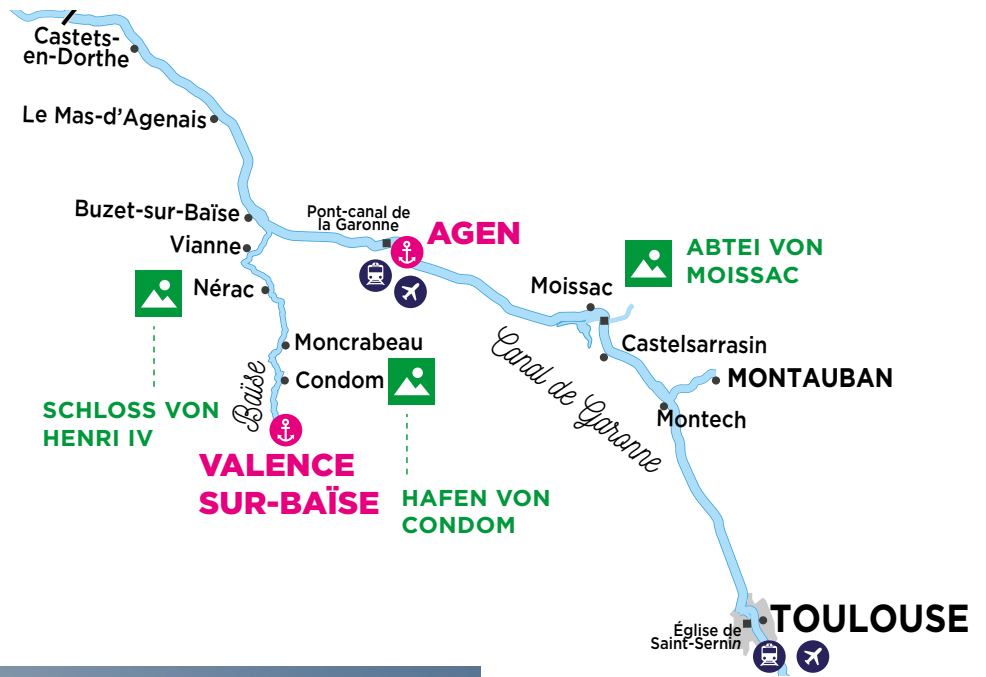 Castets-
en-Dorthe
Le Mas-d'Agenais
Buzet-sur-Baïse
Pont-canal de
la Garonne
AGEN
Vianne
ABTEI VON
MOISSAC
Nérac
Moissac
Moncrabeau
Castelsarrasin
Condom
MONTAUBAN
Baïse
Canal de Garonne
SCHLOSS VON
HENRI IV
Montech
VALENCE
SUR-BAÏSE
HAFEN VON
CONDOM
TOULOUSE
Église de
Saint-Sernin